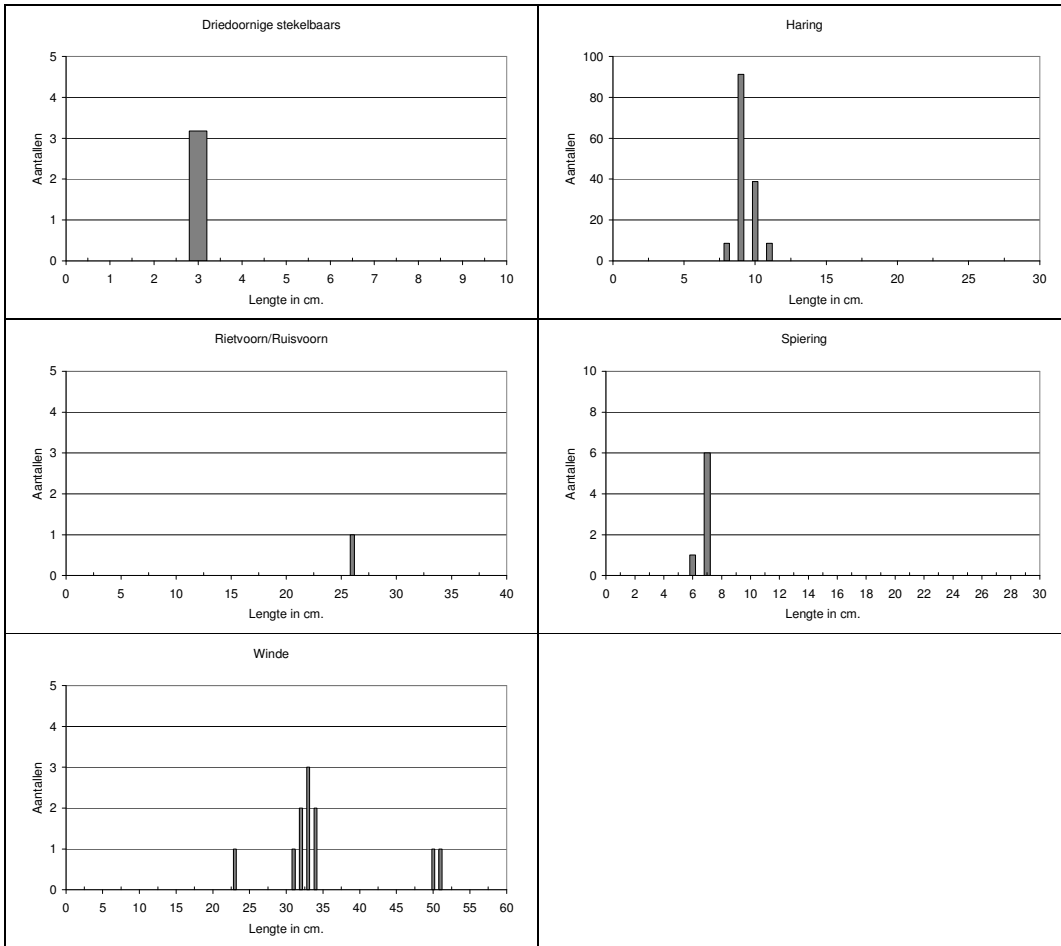 Driedoornige stekelbaars
5
4
3
2
1
0
Aantallen
0 1 2 3 4 5 6 7 8 9 10
Lengte in cm.
Haring
100
80
60
40
20
0
Aantallen
0 5 10 15 20 25 30
Lengte in cm.
Rietvoorn/Ruisvoorn
5
4
3
2
1
0
Aantallen
0 5 10 15 20 25 30 35 40
Lengte in cm.
Spiering
10
8
6
4
2
0
Aantallen
0 2 4 6 8 10 12 14 16 18 20 22 24 26 28 30
Lengte in cm.
Winde
5
4
3
2
1
0
Aantallen
0 5 10 15 20 25 30 35 40 45 50 55 60
Lengte in cm.